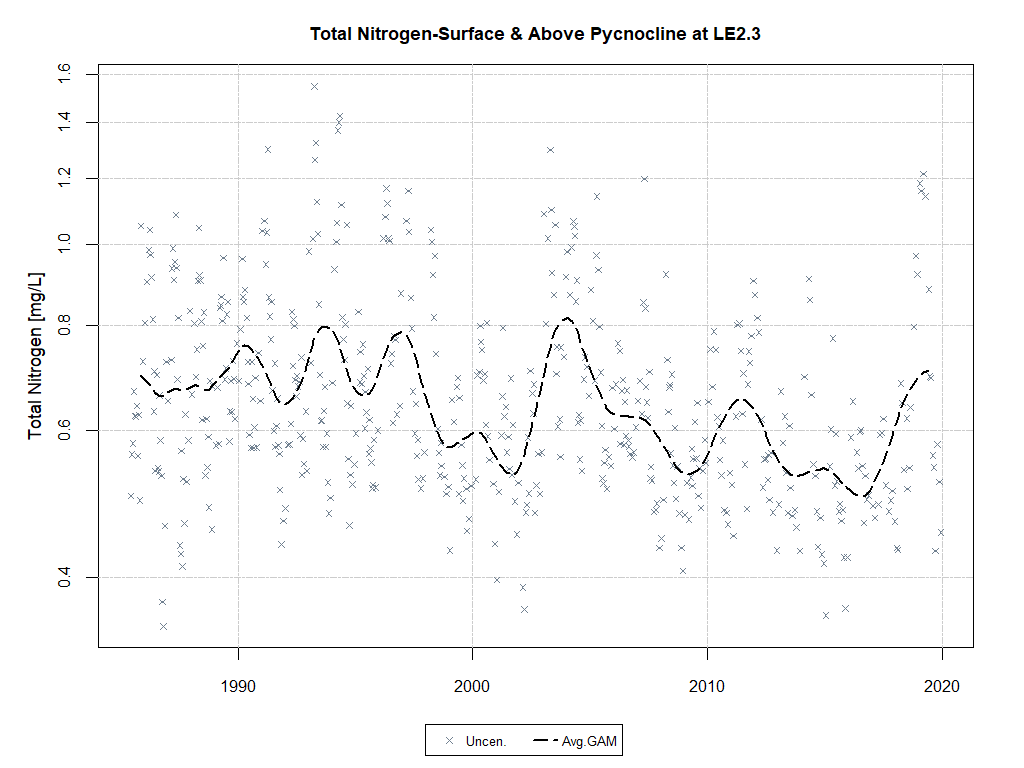 Total Nitrogen-Surface & Above Pycnocline at LE2.3
Total Nitrogen [mg/L]
1.6
1.4
1.2
1.0
0.8
0.6
0.4
1990 2000 2010 2020
Uncen. Avg.GAM